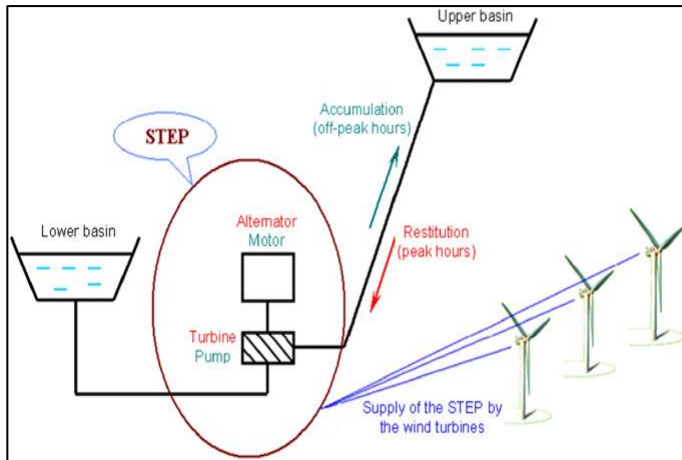 Upper basin
Accumulation
(off-peak hours)
STEP
Lower basin
Alternator
Motor
Restitution
(peak hours)
Turbine
Pump
Supply of the STEP by
the wind turbines